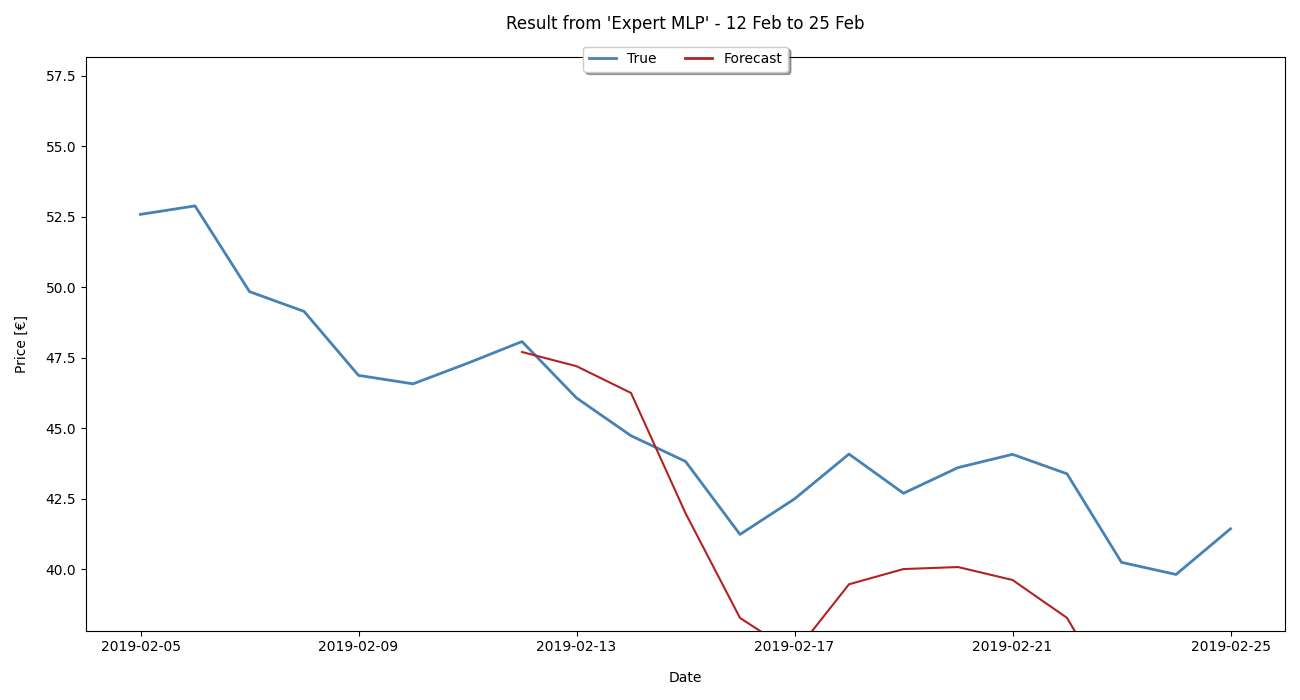 Result from 'Expert MLP' - 12 Feb to 25 Feb
True Forecast
57.5
55.0
52.5
50.0
47.5
45.0
42.5
40.0
Price [€]
2019-02-05 2019-02-09 2019-02-13 2019-02-17 2019-02-21 2019-02-25
Date